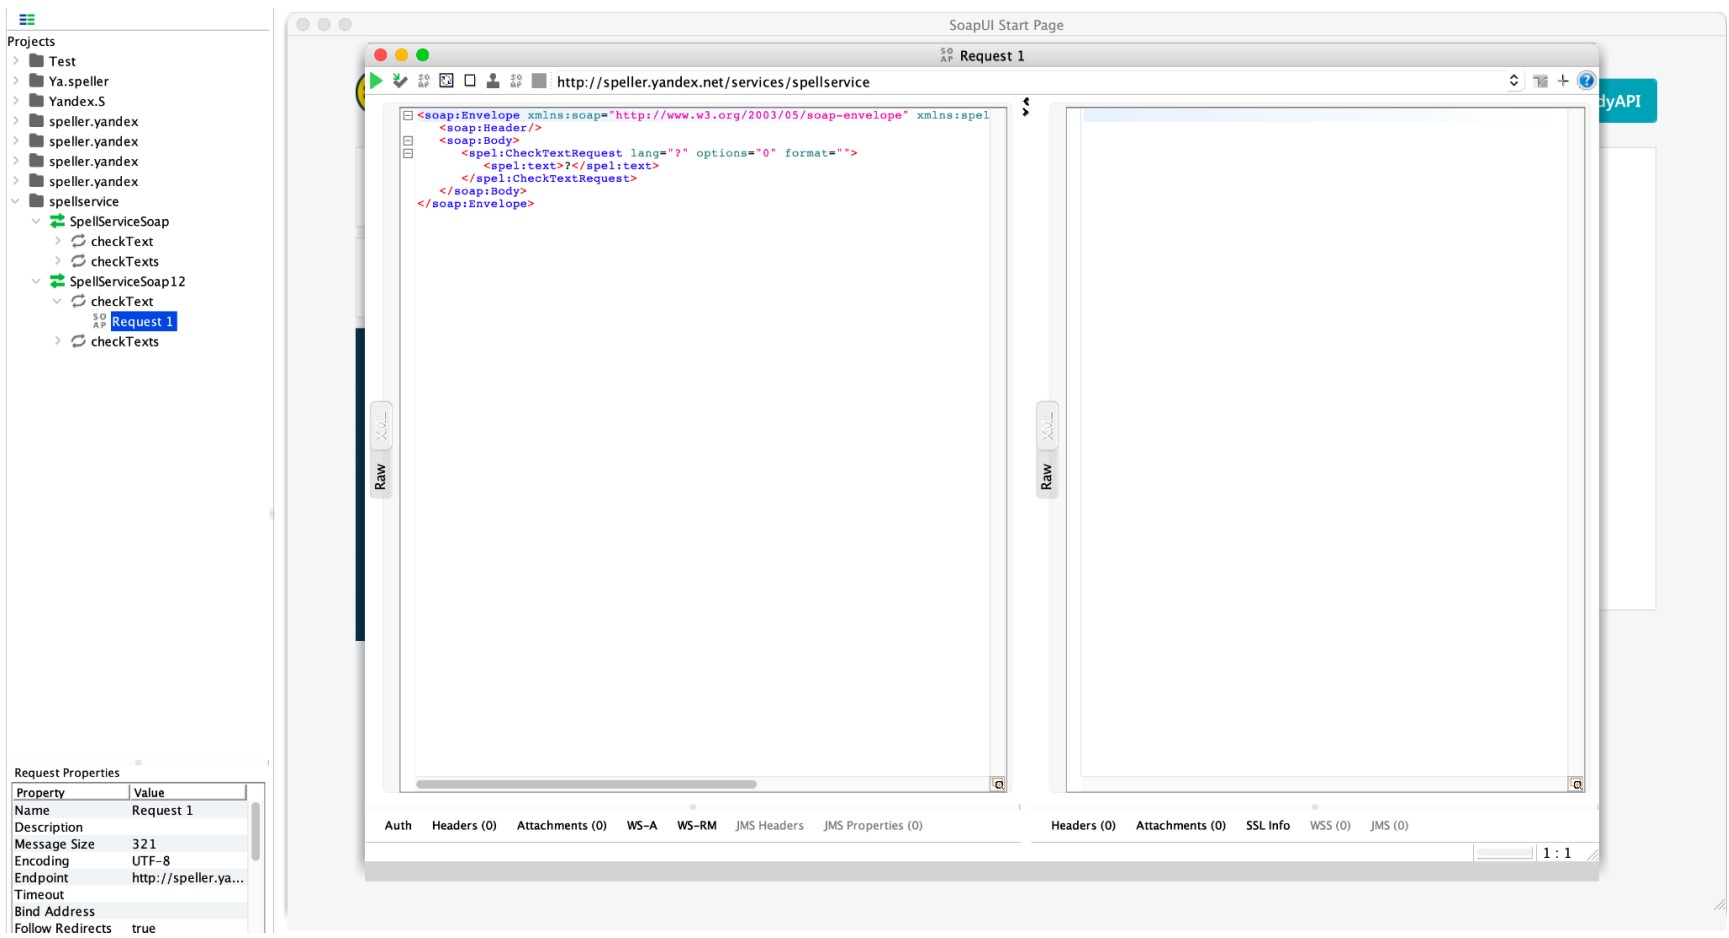 SoapUI Start Page
Projects
Test
Ya.speller
Yandex.S
speller.yandex
speller.yandex
speller.yandex
speller.yandex
spellservice
SpellServiceSoap
checkText
checkTexts
SpellServiceSoap12
checkText
SOAP Request 1
checkTexts
Request Properties
Property Value
Name Request 1
Description
Message Size 321
Encoding UTF-8
Endpoint http://speller.ya...
Timeout
Bind Address
Follow Redirects true
SOAP Request 1
http://speller.yandex.net/services/spellservice
dyAPI
<soap:Envelope xmlns:soap="http://www.w3.org/2003/05/soap-envelope" xmlns:spel
<soap:Header/>
<soap:Body>
<spel:CheckTextRequest lang="?" options="0" format="">
<spel:text>?</spel:text>
</spel:CheckTextRequest>
</soap:Body>
</soap:Envelope>
XML
Raw
XML
Raw
Auth Headers (0) Attachments (0) WS-A WS-RM JMS Headers JMS Properties (0)
Headers (0) Attachments (0) SSL Info WSS (0) JMS (0)
1 : 1